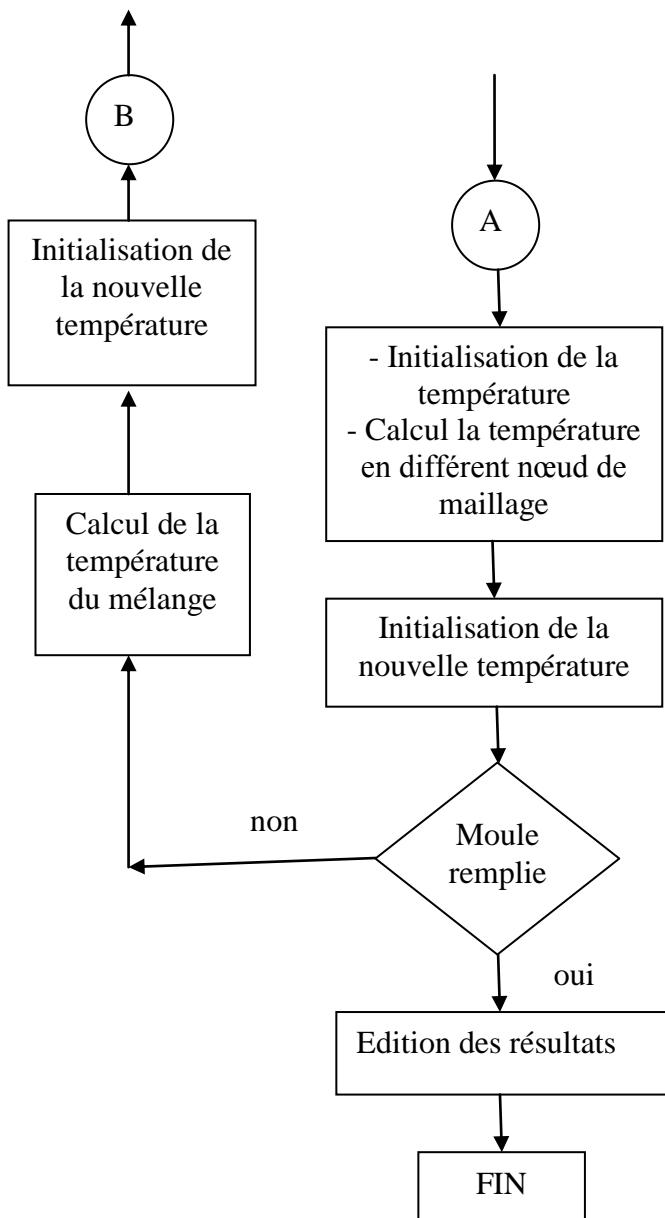 B
A
Initialisation de
la nouvelle
température
- Initialisation de la
température
- Calcul la température
en différent nœud de
maillage
Calcul de la
température
du mélange
Initialisation de la
nouvelle température
non
Moule
remplie
oui
Edition des résultats
FIN